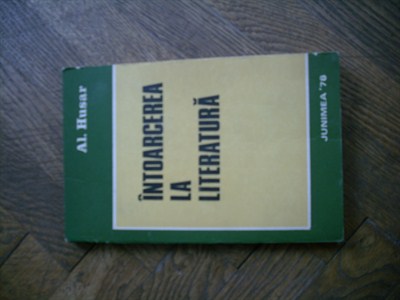 Al. Husar
ÎNTOARCEREA
LA
LITERATURĂ
JUNIMEA '78